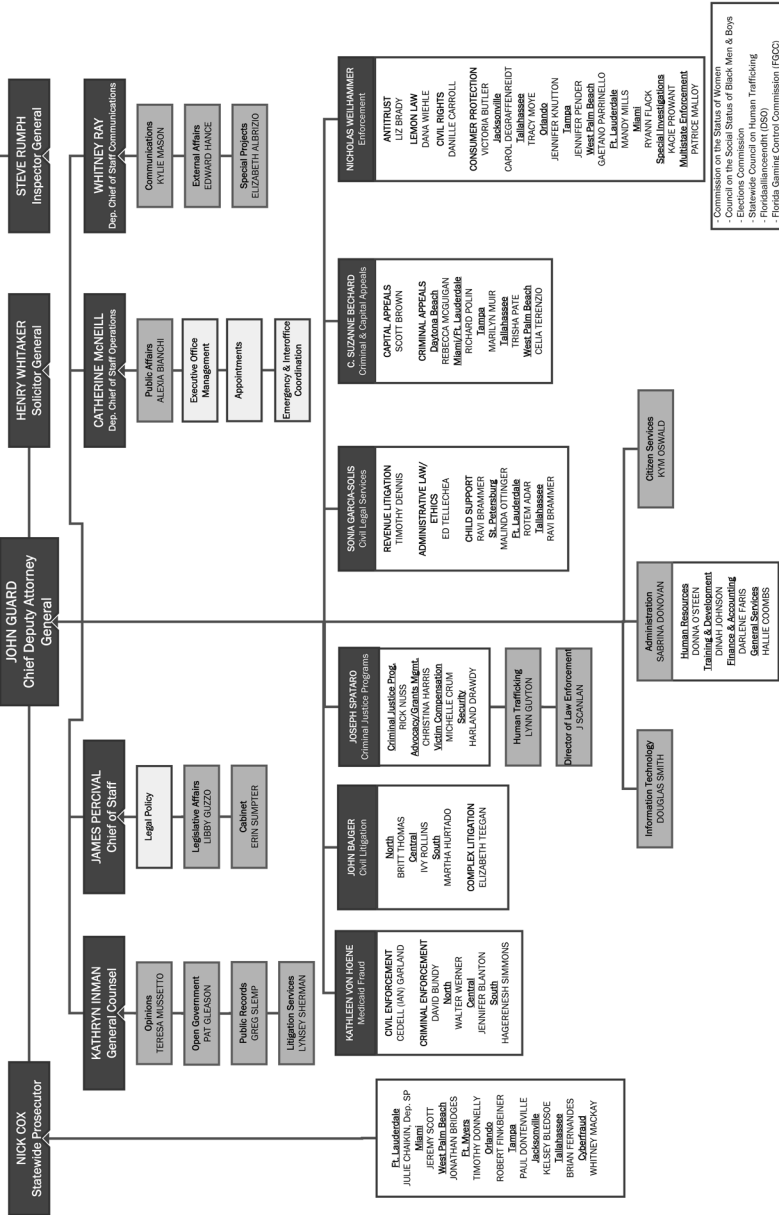 NICK COX
Statewide Prosecutor
JOHN GUARD
Chief Deputy Attorney
General
HENRY WHITAKER
Solicitor General
STEVE RUMPH
Inspector General
KATHRYN INMAN
General Counsel
Opinions
TERESA MUSSETTO
Open Government
PAT GLEASON
Public Records
GREG SLEMP
Litigation Services
LYNSEY SHERMAN
JAMES PERCIVAL
Chief of Staff
Legal Policy
Legislative Affairs
LIBBY GUZZO
Cabinet
ERIN SUMPTER
CATHERINE McNEILL
Dep. Chief of Staff Operations
Public Affairs
ALEXIA BIANCHI
Executive Office
Management
Appointments
Emergency & Interoffice
Coordination
WHITNEY RAY
Dep. Chief of Staff Communications
Communications
KYLIE MASON
External Affairs
EDWARD HANCE
Special Projects
ELIZABETH ALBRIZIO
Ft. Lauderdale
JULIE CHAIKIN, Dep. SP
Miami
JEREMY SCOTT
West Palm Beach
JONATHAN BRIDGES
Ft. Myers
TIMOTHY DONNELLY
Orlando
ROBERT FINKBEINER
Tampa
PAUL DONTENVILLE
Jacksonville
KELSEY BLEDSOE
Tallahassee
BRIAN FERNANDES
Cyberfraud
WHITNEY MACKAY
KATHLEEN VON HOENE
Medicaid Fraud
CIVIL ENFORCEMENT
CEDELL (IAN) GARLAND
CRIMINAL ENFORCEMENT
DAVID BUNDY
North
WALTER WERNER
Central
JENNIFER BLANTON
South
HAGERENESH SIMMONS
JOHN BAJGER
Civil Litigation
North
BRITT THOMAS
Central
IVY ROLLINS
South
MARTHA HURTADO
COMPLEX LITIGATION
ELIZABETH TEEGAN
JOSEPH SPATARO
Criminal Justice Programs
Criminal Justice Prog.
RICK NUSS
Advocacy/Grants Mgmt.
CHRISTINA HARRIS
Victim Compensation
MICHELLE CRUM
Security
HARLAND DRAWDY
Human Trafficking
LYNN GUYTON
Director of Law Enforcement
J SCANLAN
SONIA GARCIA-SOLIS
Civil Legal Services
REVENUE LITIGATION
TIMOTHY DENNIS
ADMINISTRATIVE LAW/
ETHICS
ED TELLECHEA
CHILD SUPPORT
RAVI BRAMMER
St. Petersburg
MALINDA OTTINGER
Ft. Lauderdale
ROTEM ADAR
Tallahassee
RAVI BRAMMER
C. SUZANNE BECHARD
Criminal & Capital Appeals
CAPITAL APPEALS
SCOTT BROWN
CRIMINAL APPEALS
Daytona Beach
REBECCA MCGUIGAN
Miami/Ft. Lauderdale
RICHARD POLIN
Tampa
MARILYN MUIR
Tallahassee
TRISHA PATE
West Palm Beach
CELIA TERENZIO
NICHOLAS WEILHAMMER
Enforcement
ANTITRUST
LIZ BRADY
LEMON LAW
DANA WIEHLE
CIVIL RIGHTS
DANILLE CARROLL
CONSUMER PROTECTION
VICTORIA BUTLER
Jacksonville
CAROL DEGRAFFENREIDT
Tallahassee
TRACY MOYE
Orlando
JENNIFER KNUTTON
Tampa
JENNIFER PENDER
West Palm Beach
GAETANO PARRINELLO
Ft. Lauderdale
MANDY MILLS
Miami
RYANN FLACK
Special Investigations
KACIE PROWANT
Multistate Enforcement
PATRICE MALLOY
Information Technology
DOUGLAS SMITH
Administration
SABRINA DONOVAN
Human Resources
DONNA O'STEEN
Training & Development
DINAH JOHNSON
Finance & Accounting
DARLENE FARIS
General Services
HALLIE COOMBS
Citizen Services
KYM OSWALD
- Commission on the Status of Women
- Council on the Social Status of Black Men & Boys
- Elections Commission
- Statewide Council on Human Trafficking
- Floridaallianceendht (DSO)
- Florida Gaming Control Commission (FGCC)